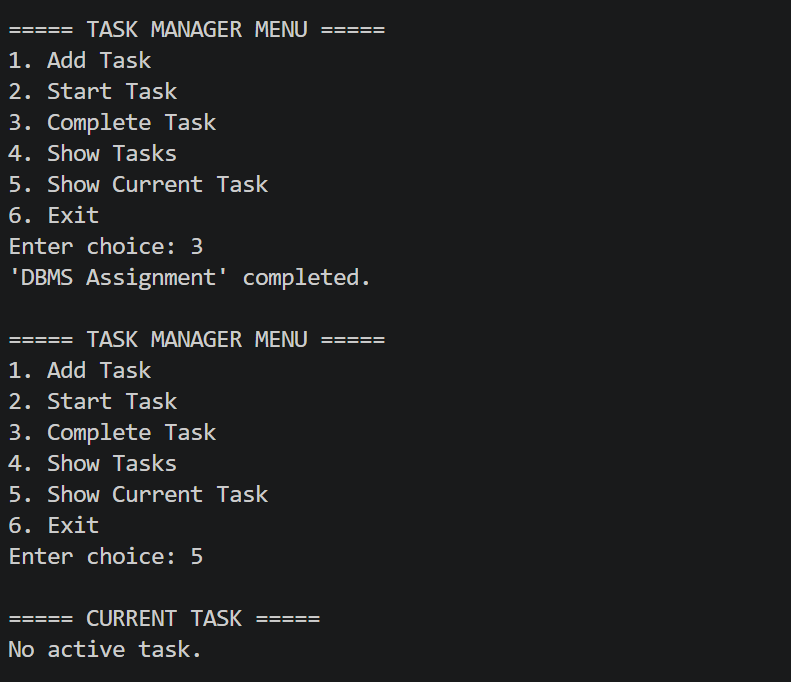 ===== TASK MANAGER MENU =====
1. Add Task
2. Start Task
3. Complete Task
4. Show Tasks
5. Show Current Task
6. Exit
Enter choice: 3
'DBMS Assignment' completed.

===== TASK MANAGER MENU =====
1. Add Task
2. Start Task
3. Complete Task
4. Show Tasks
5. Show Current Task
6. Exit
Enter choice: 5

===== CURRENT TASK =====
No active task.